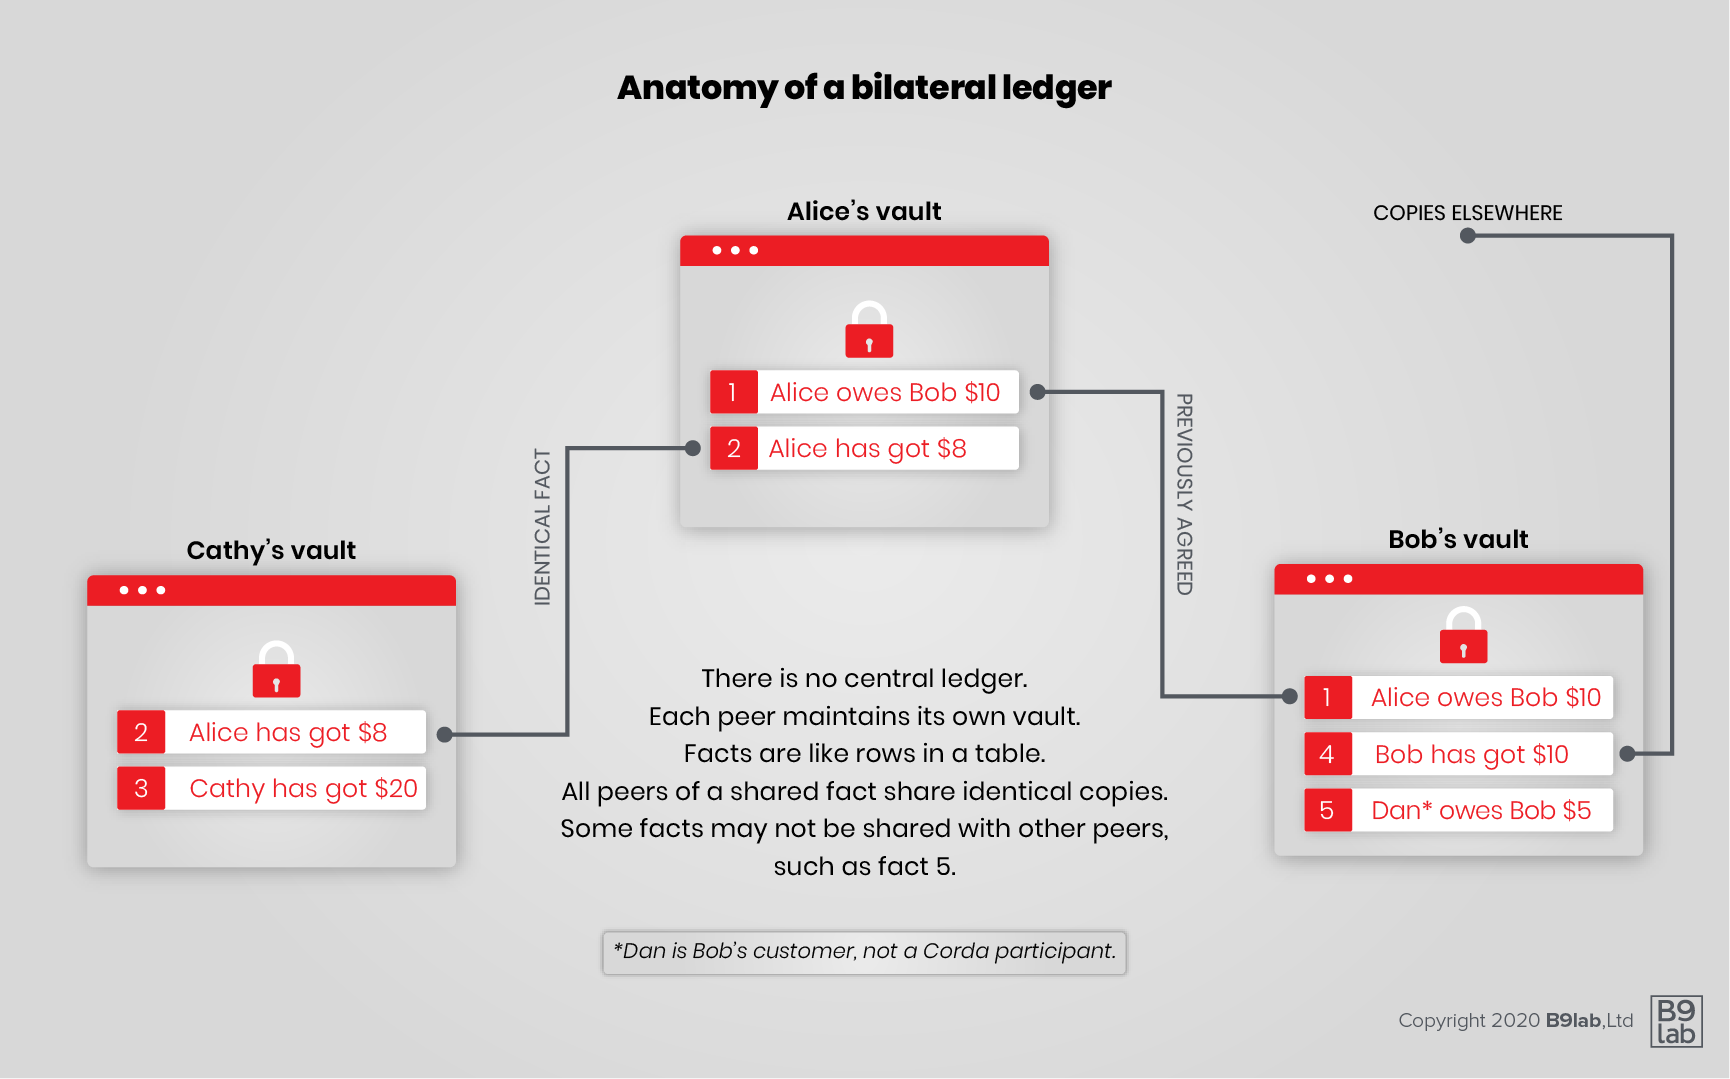 Anatomy of a bilateral ledger
Alice's vault
COPIES ELSEWHERE
1 Alice owes Bob $10
2 Alice has got $8
IDENTICAL FACT
PREVIOUSLY AGREED
Cathy's vault
2 Alice has got $8
3 Cathy has got $20
Bob's vault
1 Alice owes Bob $10
4 Bob has got $10
5 Dan* owes Bob $5
There is no central ledger.
Each peer maintains its own vault.
Facts are like rows in a table.
All peers of a shared fact share identical copies.
Some facts may not be shared with other peers,
such as fact 5.
*Dan is Bob's customer, not a Corda participant.
Copyright 2020 B9lab,Ltd
B9
lab